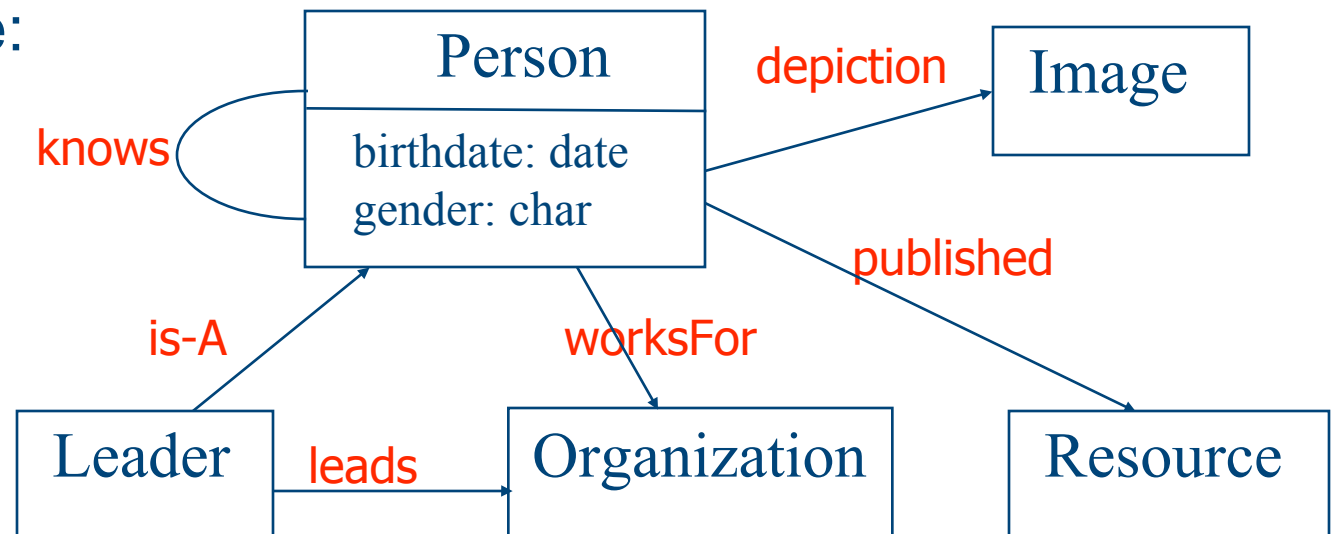 e:
Person
depiction
Image
knows
birthdate: date
gender: char
published
is-A
worksFor
Leader
leads
Organization
Resource